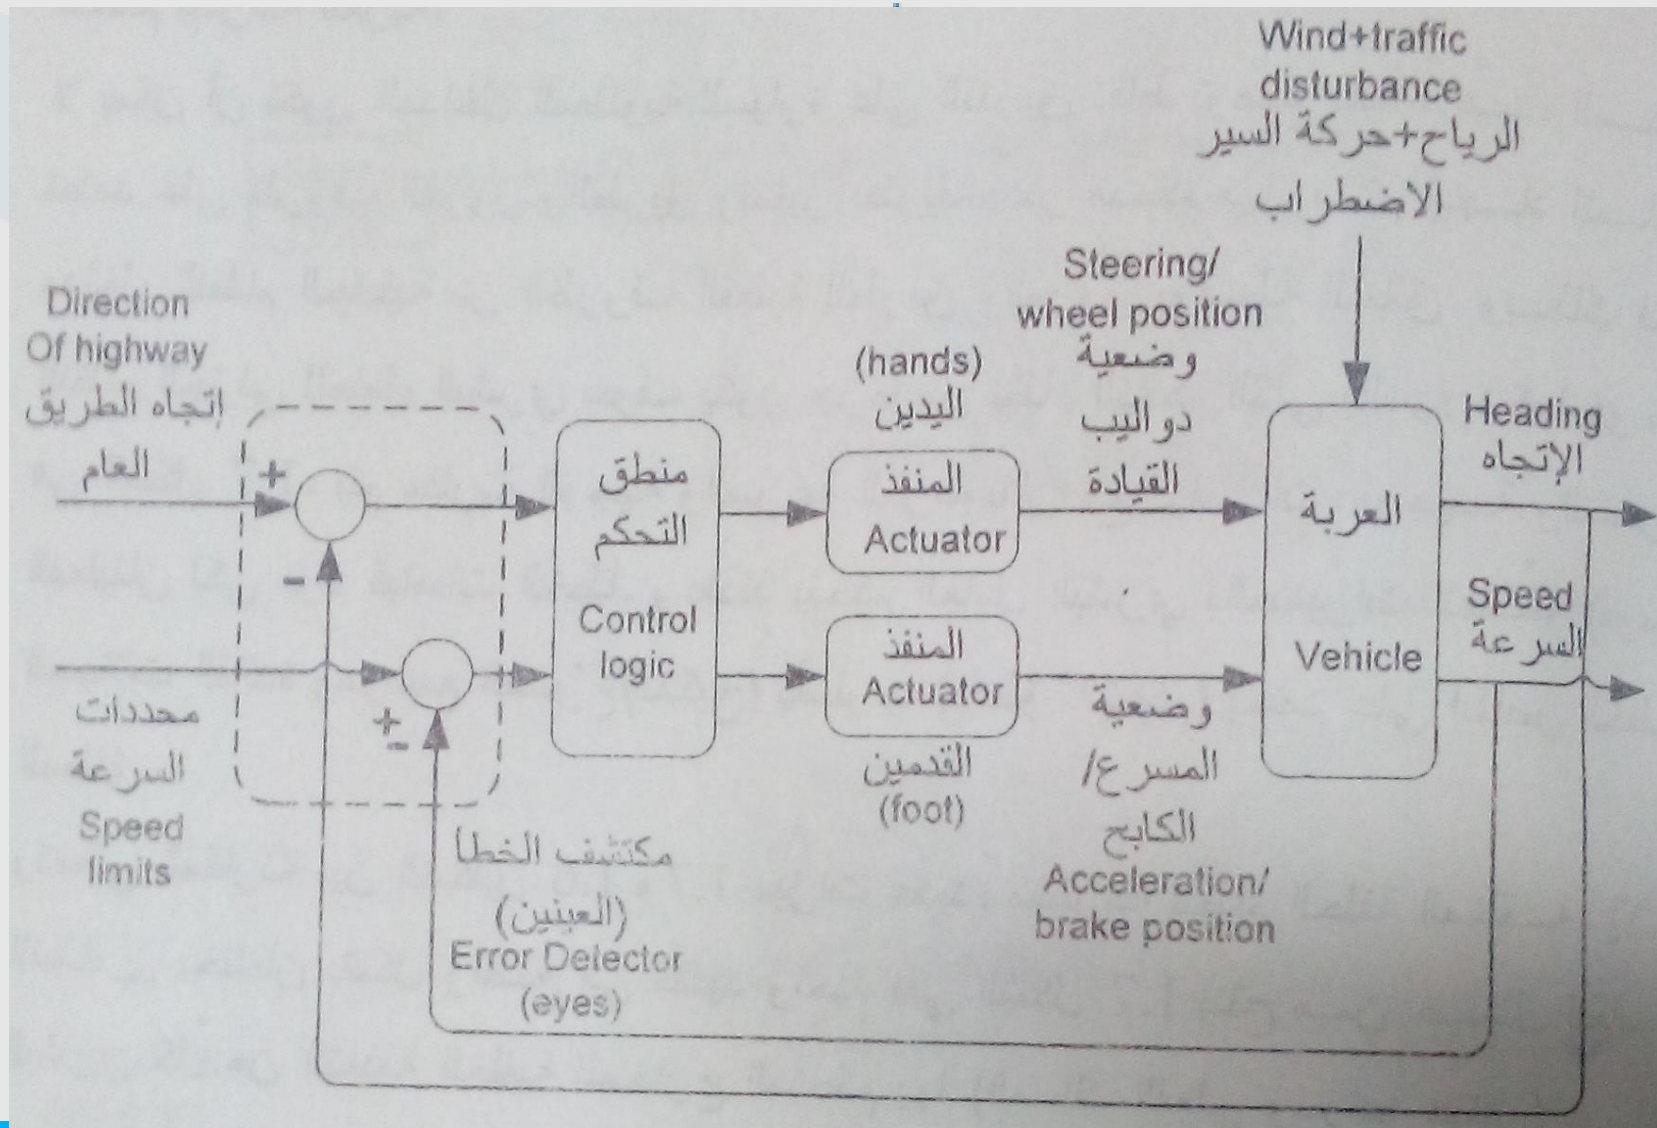 Wind+traffic
disturbance
الرياح+حركة السير
الاضطراب
Direction
Of highway
إتجاه الطريق
العام
+
-
محددات
السرعة
Speed
limits
+
-
مكتشف الخطأ
(العينين)
Error Detector
(eyes)
منطق
التحكم
Control
logic
(hands)
اليدين
المنفذ
Actuator
المنفذ
Actuator
القدمين
(foot)
Steering/
wheel position
وضعية
دواليب
القيادة
وضعية
المسرع/
الكابح
Acceleration/
brake position
العربة
Vehicle
Heading
الإتجاه
Speed
السرعة